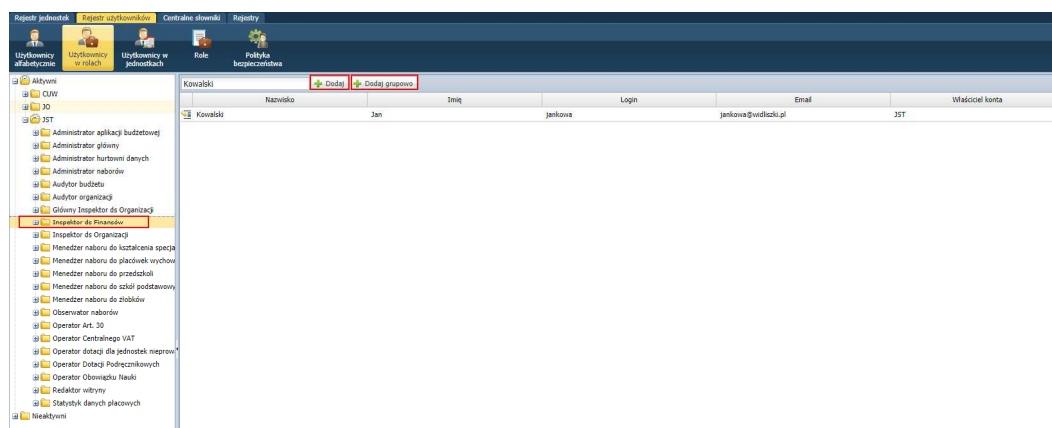 Rejestr jednostek Rejestr użytkowników Centralne słowniki Rejestry
Użytkownicy alfabetycznie
Użytkownicy w rolach
Użytkownicy w jednostkach
Role
Polityka bezpieczeństwa
Aktywni
CUW
JO
JST
Administrator aplikacji budżetowej
Administrator główny
Administrator hurtowni danych
Administrator naborów
Audytor budżetu
Audytor organizacji
Główny Inspektor ds Organizacji
Inspektor ds Finansów
Inspektor ds Organizacji
Menedżer naboru do kształcenia specja
Menedżer naboru do placówek wychow
Menedżer naboru do przedszkoli
Menedżer naboru do szkół podstawowy
Menedżer naboru do żłobków
Obserwator naborów
Operator Art. 30
Operator Centralnego VAT
Operator dotacji dla jednostek nieprow
Operator Dotacji Podręcznikowych
Operator Obowiązku Nauki
Redaktor witryny
Statystyk danych płacowych
Nieaktywni
Kowalski Dodaj Dodaj grupowo
Nazwisko Imię Login Email Właściciel konta
Kowalski Jan jankowa jankowa@widliszki.pl JST